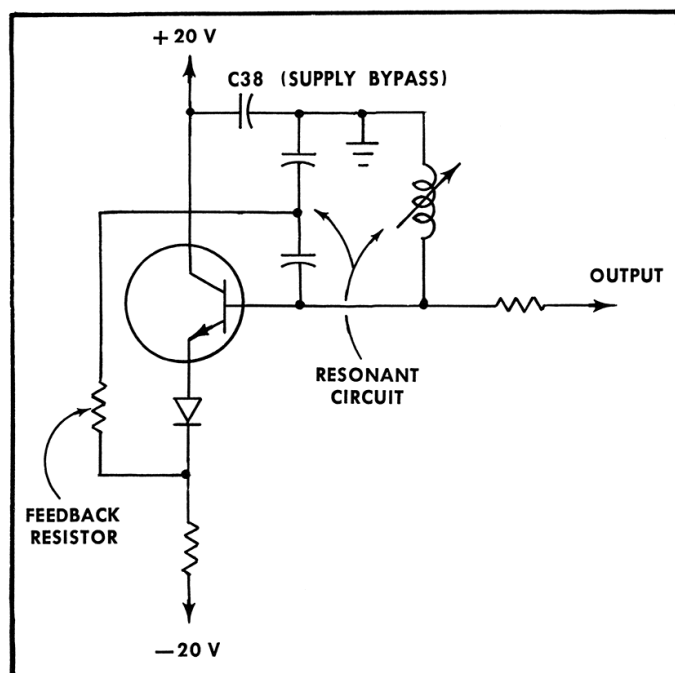 +20 V
C38 (SUPPLY BYPASS)
OUTPUT
RESONANT
CIRCUIT
FEEDBACK
RESISTOR
—20 V